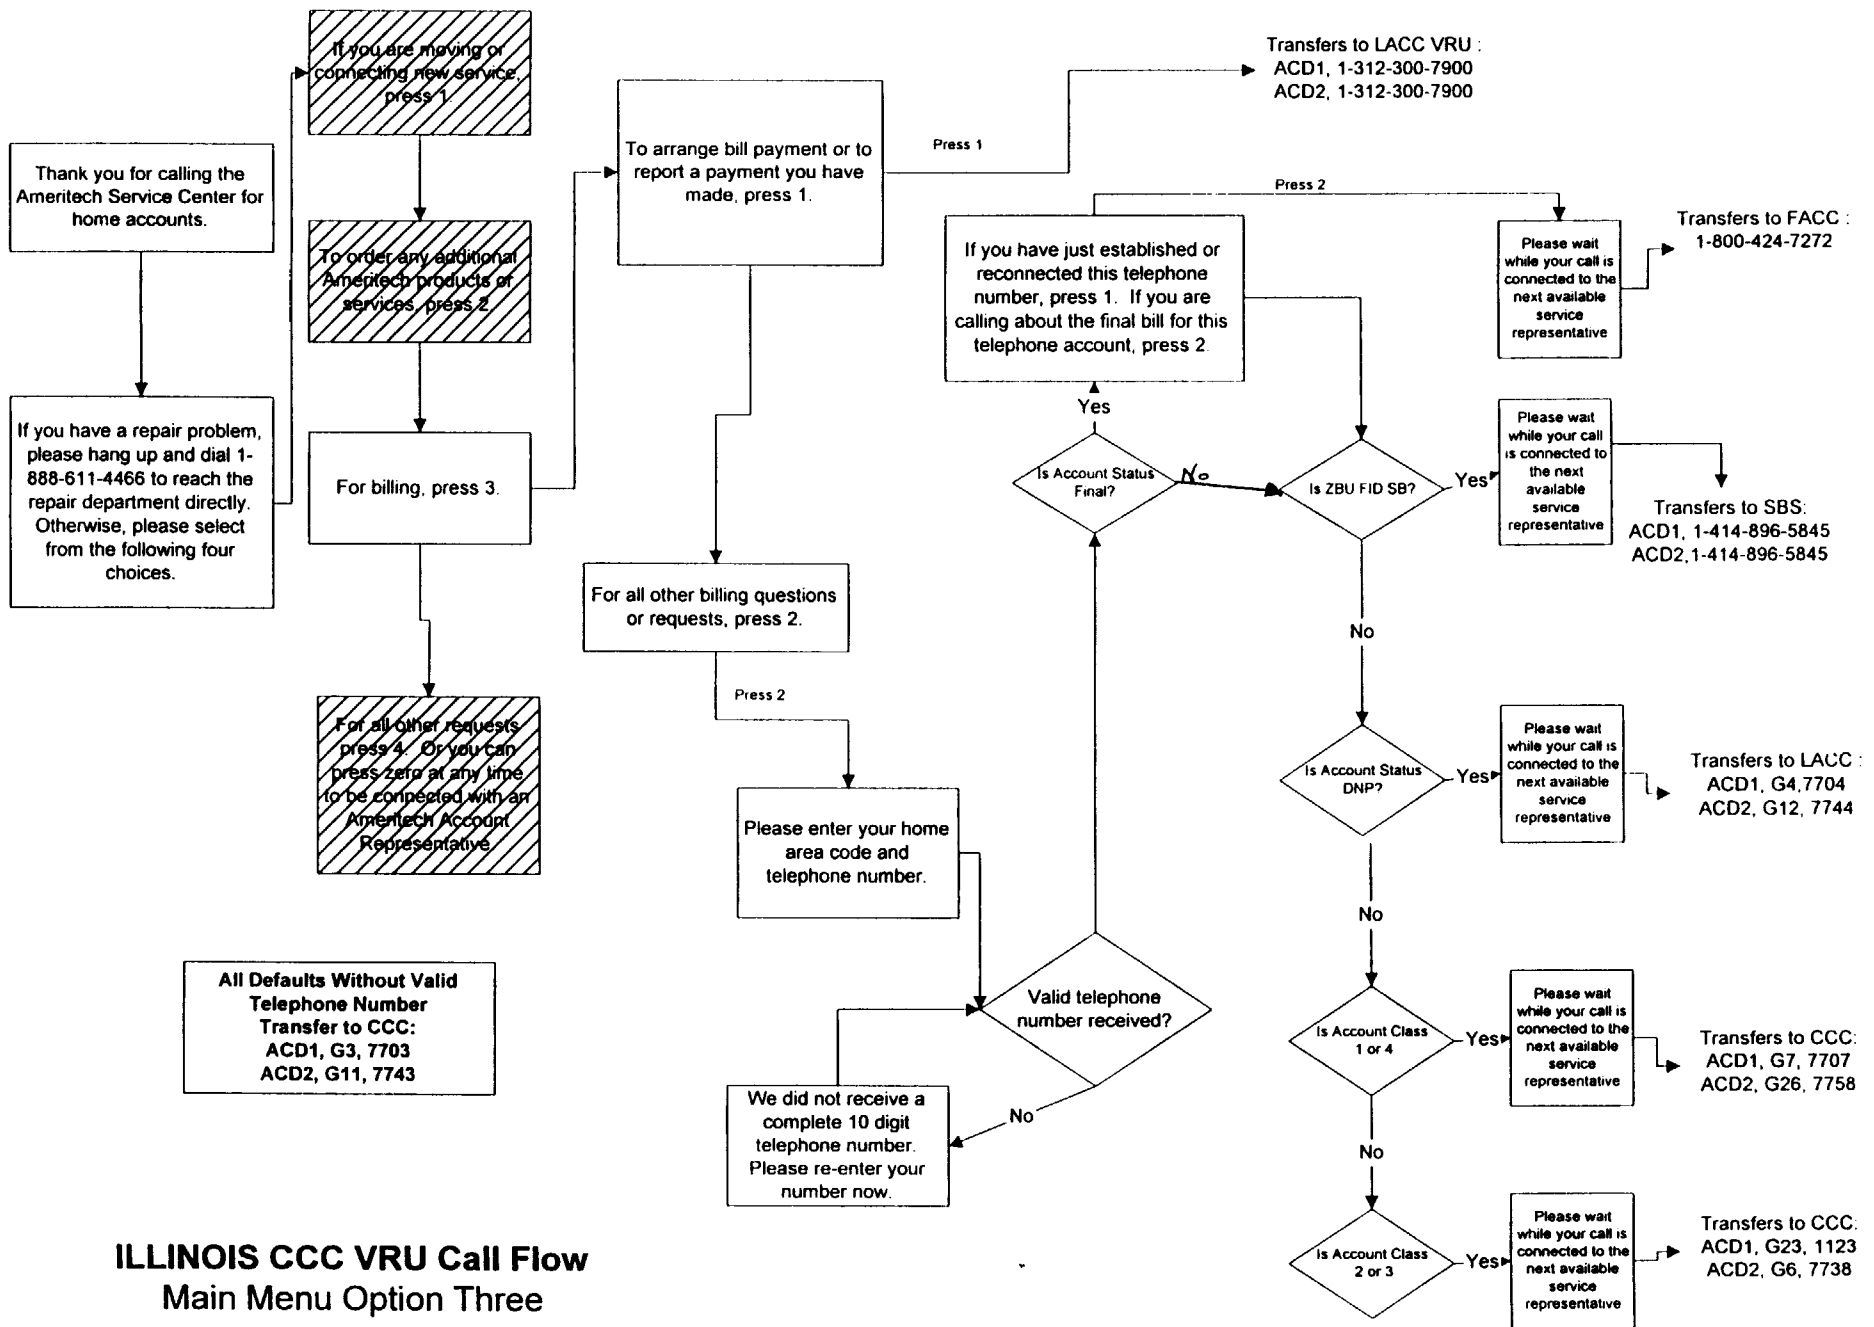 Thank you for calling the
Ameritech Service Center for
home accounts.
If you have a repair problem,
please hang up and dial 1-
888-611-4466 to reach the
repair department directly.
Otherwise, please select
from the following four
choices.
If you are moving or
connecting new service,
press 1.
To order any additional
Ameritech products or
services, press 2.
For billing, press 3.
For all other requests
press 4. Or you can
press zero at any time
to be connected with an
Ameritech Account
Representative.
All Defaults Without Valid
Telephone Number
Transfer to CCC:
ACD1, G3, 7703
ACD2, G11, 7743
To arrange bill payment or to
report a payment you have
made, press 1.
Press 1
Transfers to LACC VRU :
ACD1, 1-312-300-7900
ACD2, 1-312-300-7900
For all other billing questions
or requests, press 2.
Press 2
Please enter your home
area code and
telephone number.
Valid telephone
number received?
No
We did not receive a
complete 10 digit
telephone number.
Please re-enter your
number now.
Is Account Status
Final?
Yes
No
If you have just established or
reconnected this telephone
number, press 1. If you are
calling about the final bill for this
telephone account, press 2.
Press 2
Please wait
while your call is
connected to the
next available
service
representative
Transfers to FACC :
1-800-424-7272
Is ZBU FID SB?
Yes
Please wait
while your call
is connected to
the next
available
service
representative
Transfers to SBS:
ACD1, 1-414-896-5845
ACD2,1-414-896-5845
No
Is Account Status
DNP?
Yes
Please wait
while your call is
connected to the
next available
service
representative
Transfers to LACC :
ACD1, G4,7704
ACD2, G12, 7744
No
Is Account Class
1 or 4
Yes
Please wait
while your call is
connected to the
next available
service
representative
Transfers to CCC:
ACD1, G7, 7707
ACD2, G26, 7758
No
Is Account Class
2 or 3
Yes
Please wait
while your call is
connected to the
next available
service
representative
Transfers to CCC:
ACD1, G23, 1123
ACD2, G6, 7738
ILLINOIS CCC VRU Call Flow
Main Menu Option Three